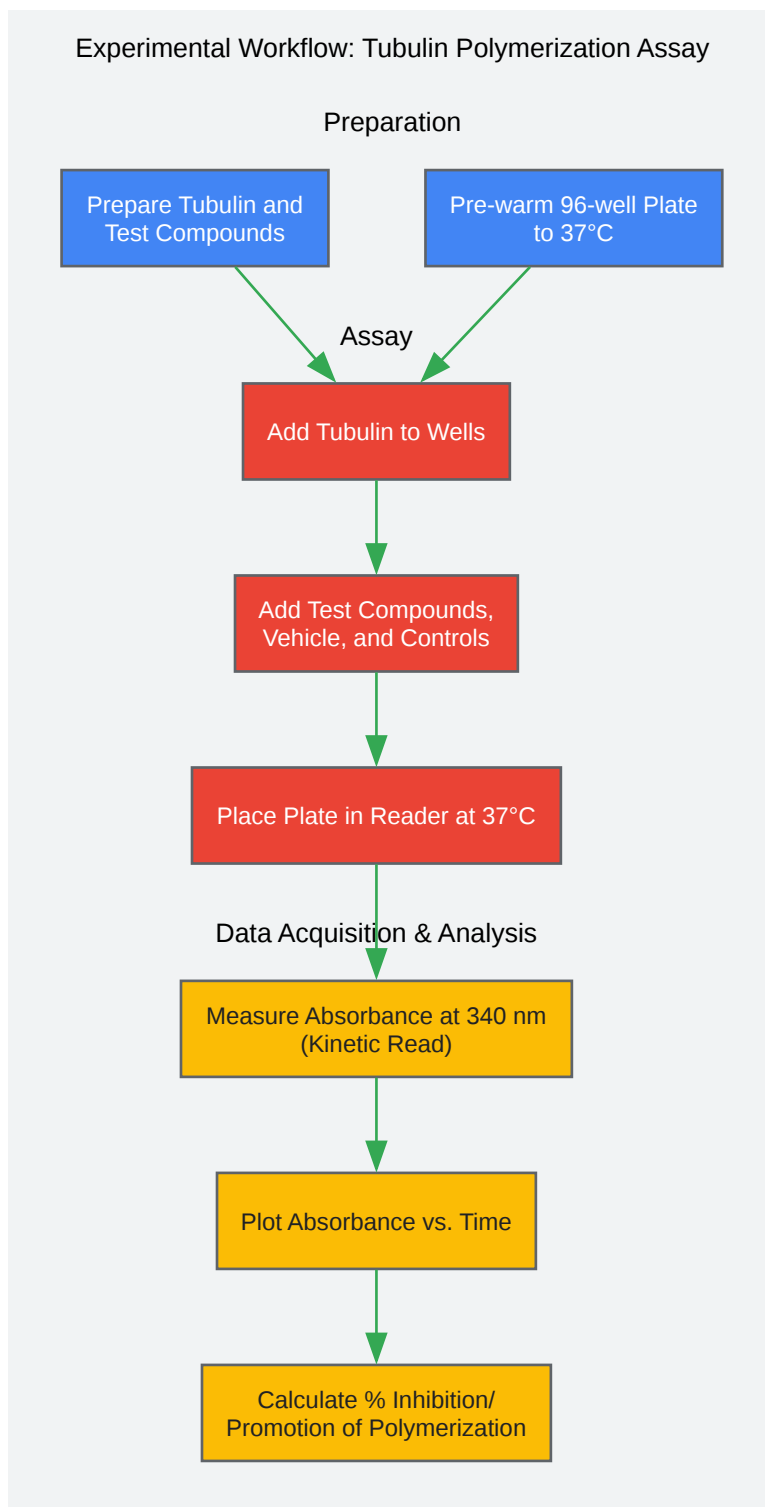 Experimental Workflow: Tubulin Polymerization Assay
Preparation
Prepare Tubulin and
Test Compounds
Pre-warm 96-well Plate
to 37°C
Assay
Add Tubulin to Wells
Add Test Compounds,
Vehicle, and Controls
Place Plate in Reader at 37°C
Data Acquisition & Analysis
Measure Absorbance at 340 nm
(Kinetic Read)
Plot Absorbance vs. Time
Calculate % Inhibition/
Promotion of Polymerization